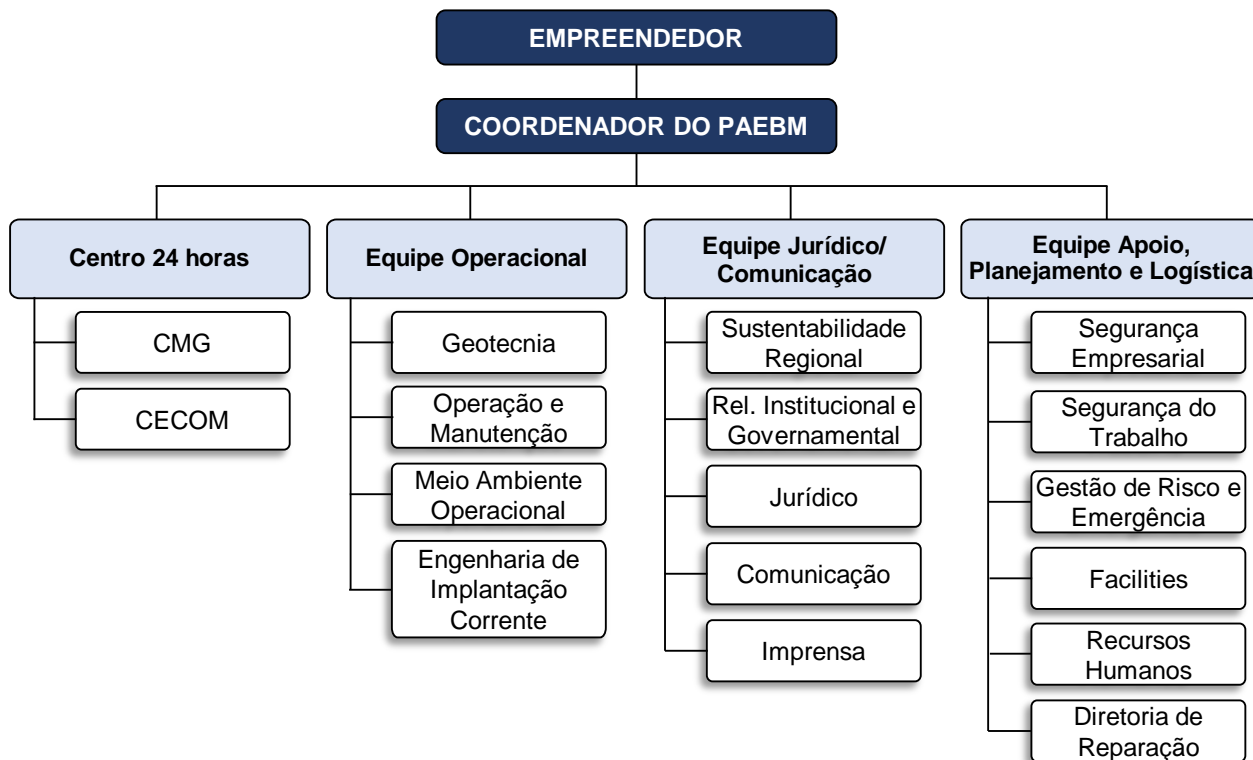 EMPREENDEDOR
COORDENADOR DO PAEBM
Centro 24 horas
CMG
CECOM
Equipe Operacional
Geotecnia
Operação e
Manutenção
Meio Ambiente
Operacional
Engenharia de
Implantação
Corrente
Equipe Jurídico/
Comunicação
Sustentabilidade
Regional
Rel. Institucional e
Governamental
Jurídico
Comunicação
Imprensa
Equipe Apoio,
Planejamento e Logística
Segurança
Empresarial
Segurança do
Trabalho
Gestão de Risco e
Emergência
Facilities
Recursos
Humanos
Diretoria de
Reparação